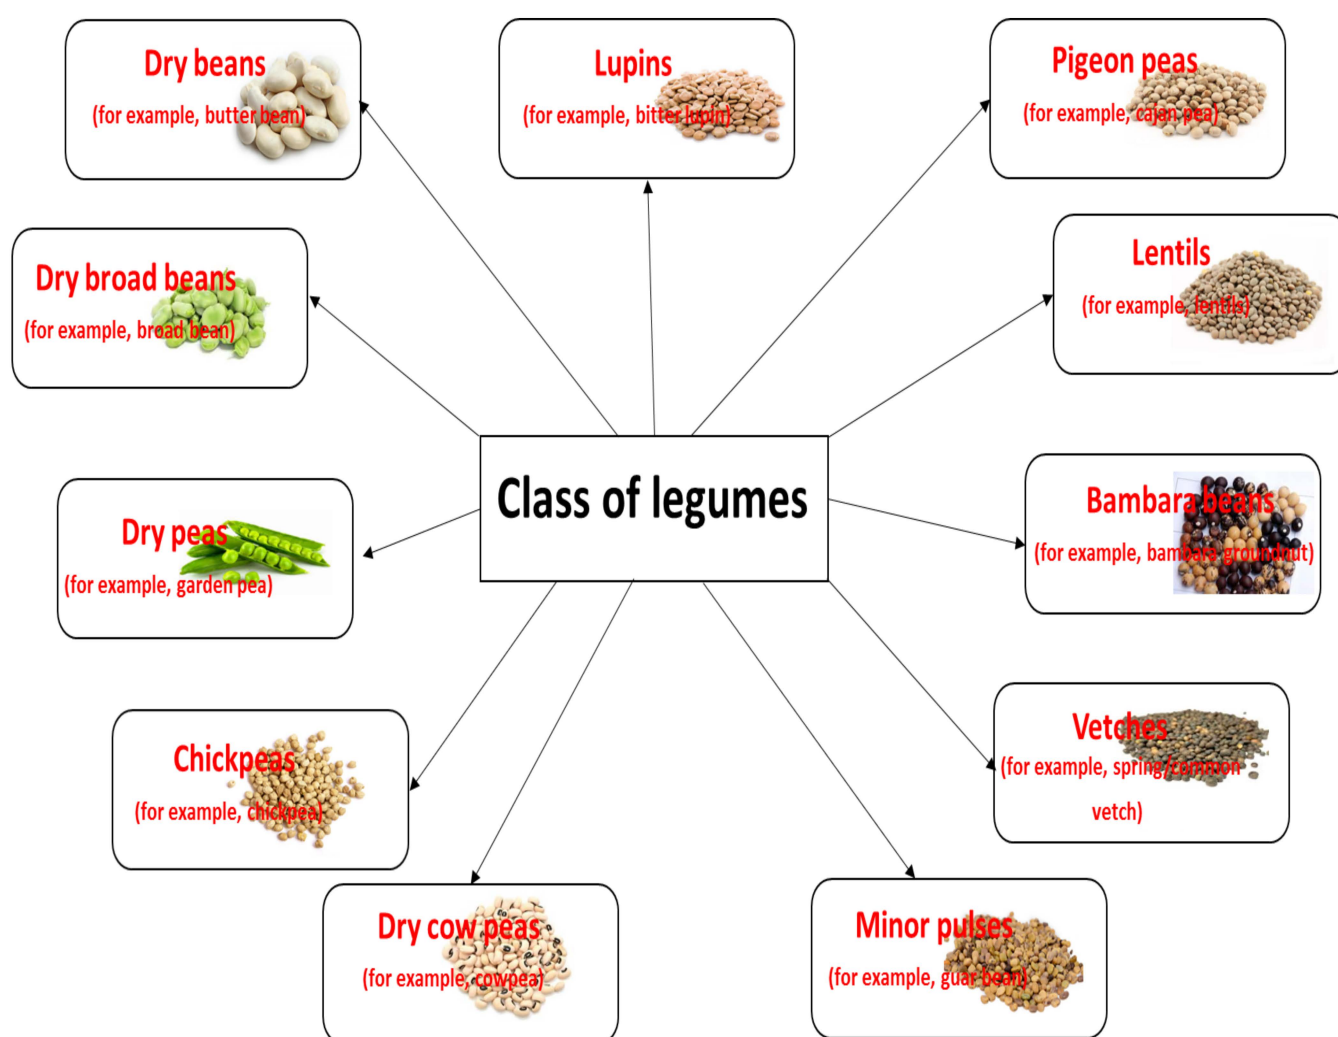 Dry beans
(for example, butter bean)
Lupins
(for example, bitter lupin)
Pigeon peas
(for example, cajan pea)
Dry broad beans
(for example, broad bean)
Lentils
(for example, lentils)
Class of legumes
Dry peas
(for example, garden pea)
Bambara beans
(for example, bambara groundnut)
Chickpeas
(for example, chickpea)
Vetches
(for example, spring/common
vetch)
Dry cow peas
(for example, cowpea)
Minor pulses
(for example, guar bean)